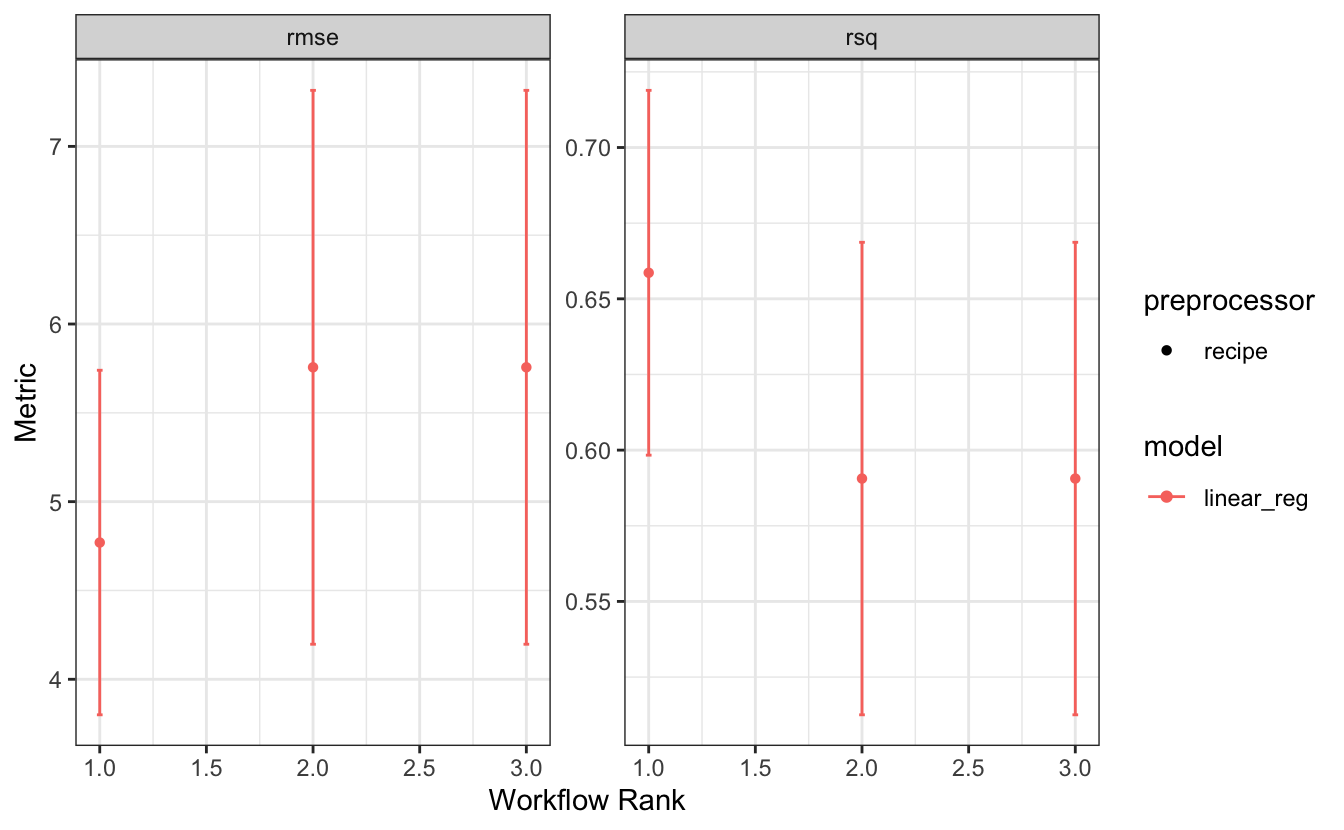 rmse
rsq
Metric
7
6
5
4
0.70
0.65
0.60
0.55
1.0 1.5 2.0 2.5 3.0
1.0 1.5 2.0 2.5 3.0
Workflow Rank
preprocessor
recipe
model
linear_reg